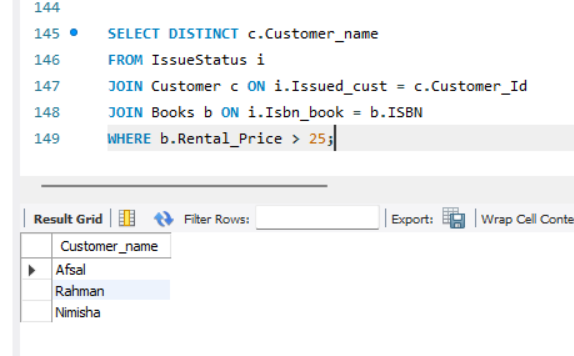 144
145 SELECT DISTINCT c.Customer_name
146 FROM IssueStatus i
147 JOIN Customer c ON i.Issued_cust = c.Customer_Id
148 JOIN Books b ON i.Isbn_book = b.ISBN
149 WHERE b.Rental_Price > 25;
Result Grid Filter Rows: Export: Wrap Cell Conte
Customer_name
Afsal
Rahman
Nimisha